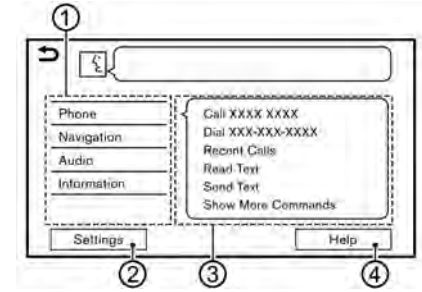 1
Phone
Navigation
Audio
Information
Call XXXX XXXX
Dial XXX-XXX-XXXX
Recent Calls
Read Text
Send Text
Show More Commands
Settings
Help
2
3
4